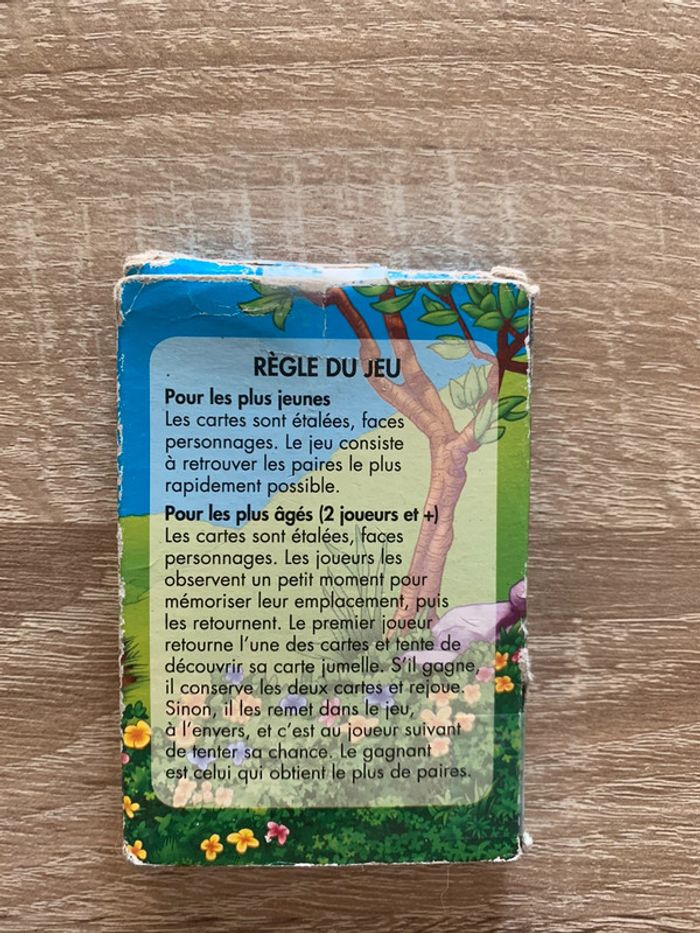 RÈGLE DU JEU
Pour les plus jeunes
Les cartes sont étalées, faces
personnages. Le jeu consiste
à retrouver les paires le plus
rapidement possible.
Pour les plus âgés (2 joueurs et +)
Les cartes sont étalées, faces
personnages. Les joueurs les
observent un petit moment pour
mémoriser leur emplacement, puis
les retournent. Le premier joueur
retourne l'une des cartes et tente de
découvrir sa carte jumelle. S'il gagne,
il conserve les deux cartes et rejoue.
Sinon, il les remet dans le jeu,
à l'envers, et c'est au joueur suivant
de tenter sa chance. Le gagnant
est celui qui obtient le plus de paires.